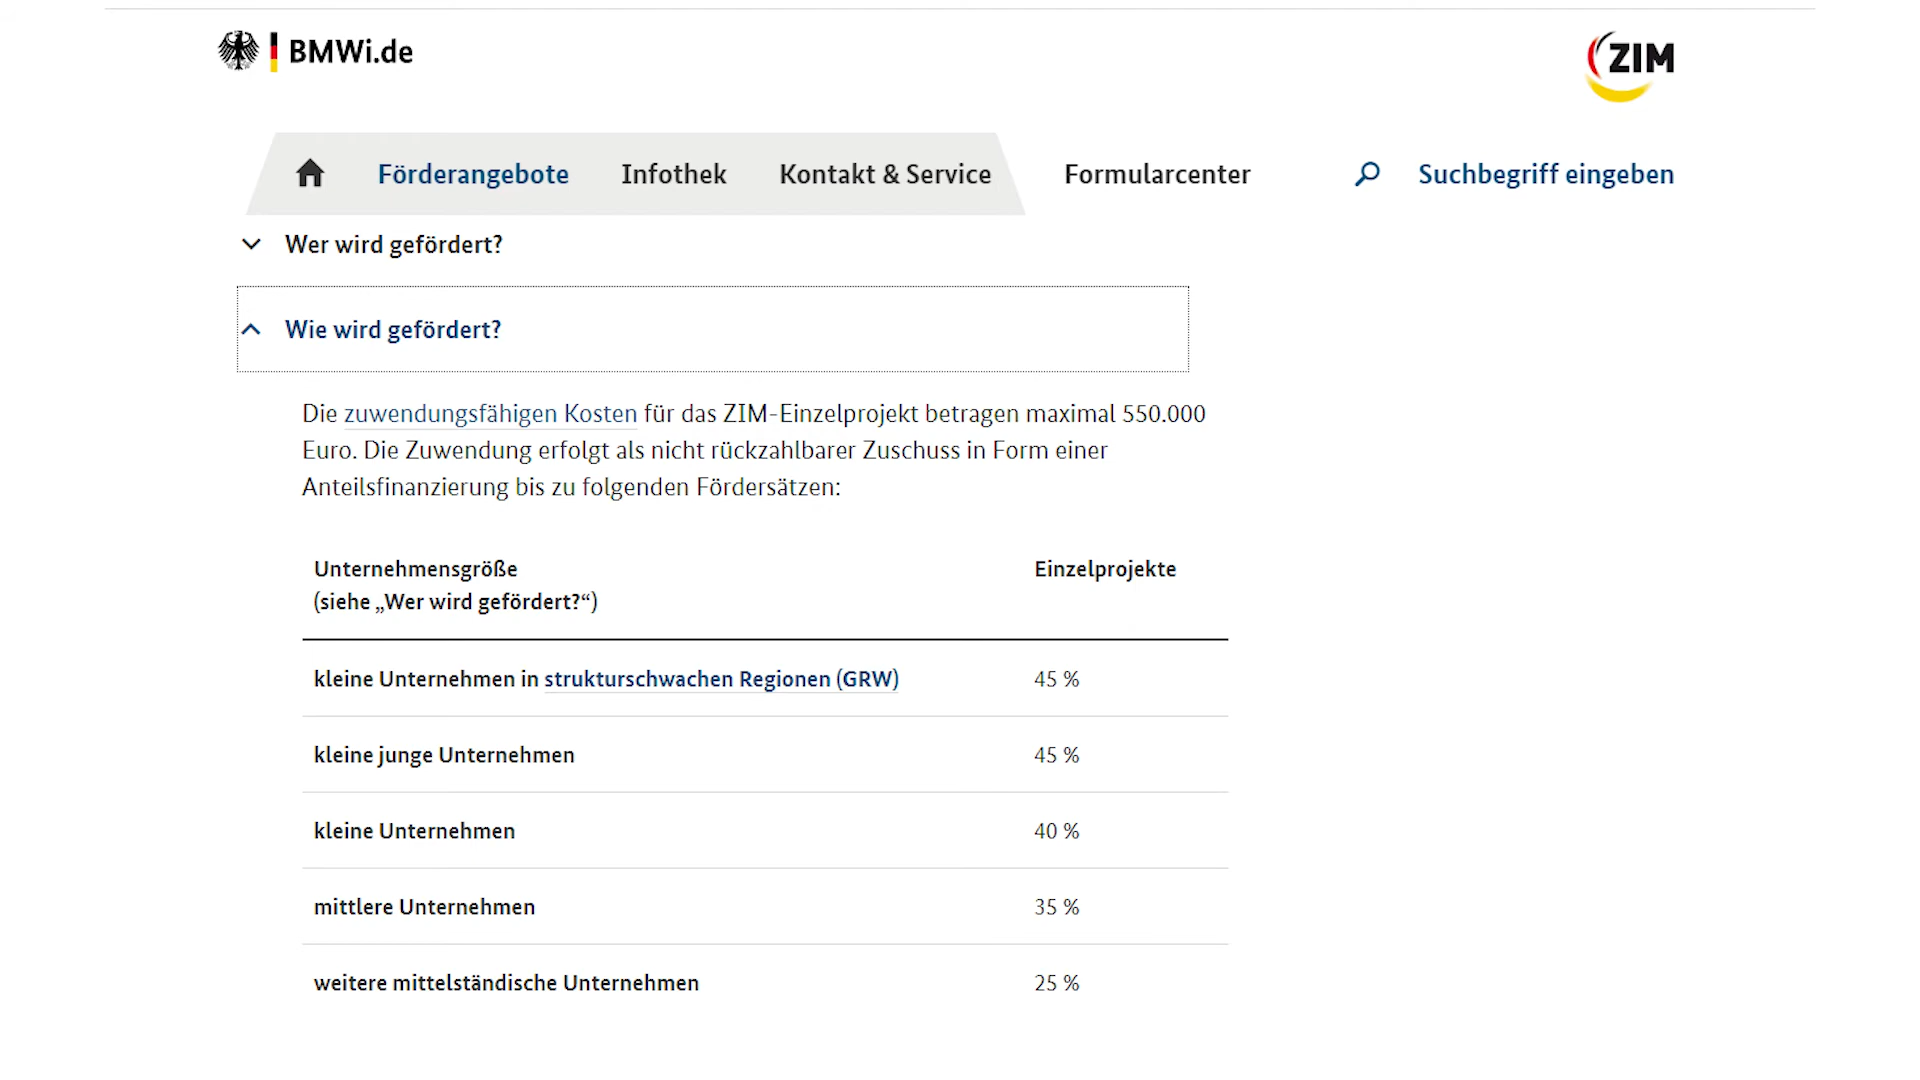 BMWi.de
ZIM
Förderangebote Infothek Kontakt & Service Formularcenter Suchbegriff eingeben
Wer wird gefördert?
Wie wird gefördert?
Die zuwendungsfähigen Kosten für das ZIM-Einzelprojekt betragen maximal 550.000
Euro. Die Zuwendung erfolgt als nicht rückzahlbarer Zuschuss in Form einer
Anteilsfinanzierung bis zu folgenden Fördersätzen:
Unternehmensgröße Einzelprojekte
(siehe „Wer wird gefördert?“)
kleine Unternehmen in strukturschwachen Regionen (GRW) 45 %
kleine junge Unternehmen 45 %
kleine Unternehmen 40 %
mittlere Unternehmen 35 %
weitere mittelständische Unternehmen 25 %